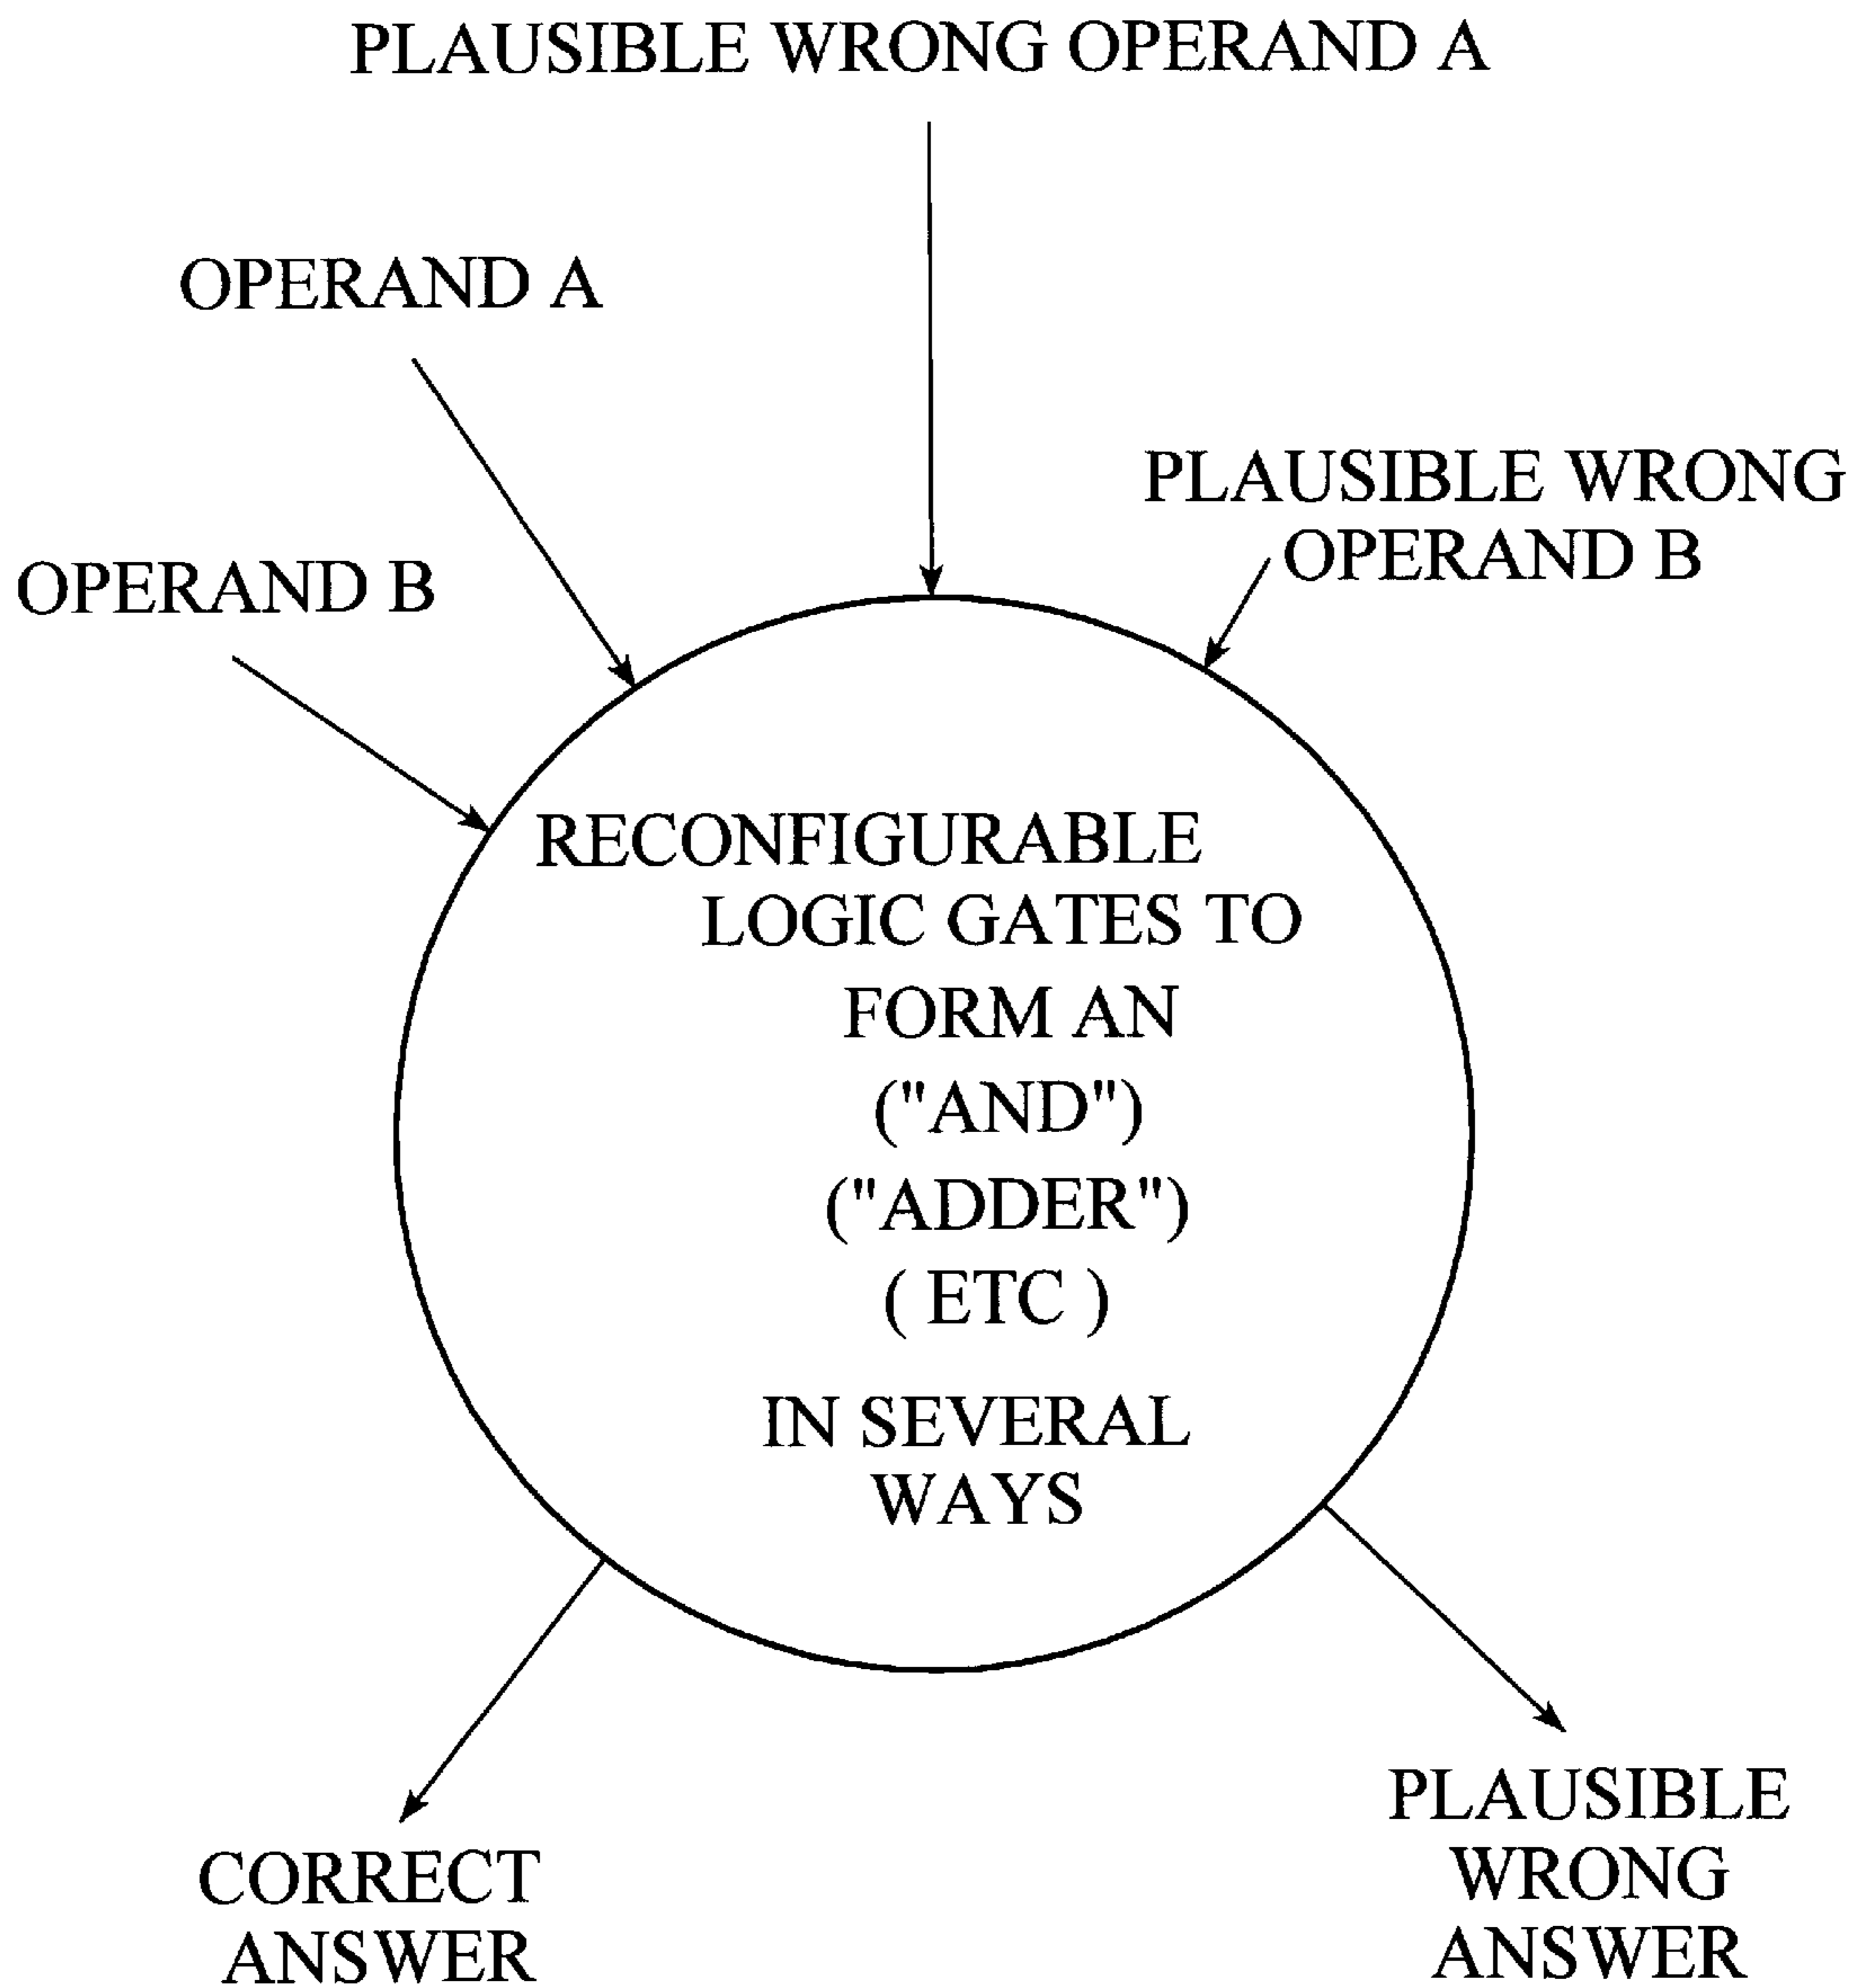 PLAUSIBLE WRONG OPERAND A
OPERAND A
PLAUSIBLE WRONG
OPERAND B
OPERAND B
RECONFIGURABLE
LOGIC GATES TO
FORM AN
("AND")
("ADDER")
( ETC )
IN SEVERAL
WAYS
CORRECT
ANSWER
PLAUSIBLE
WRONG
ANSWER